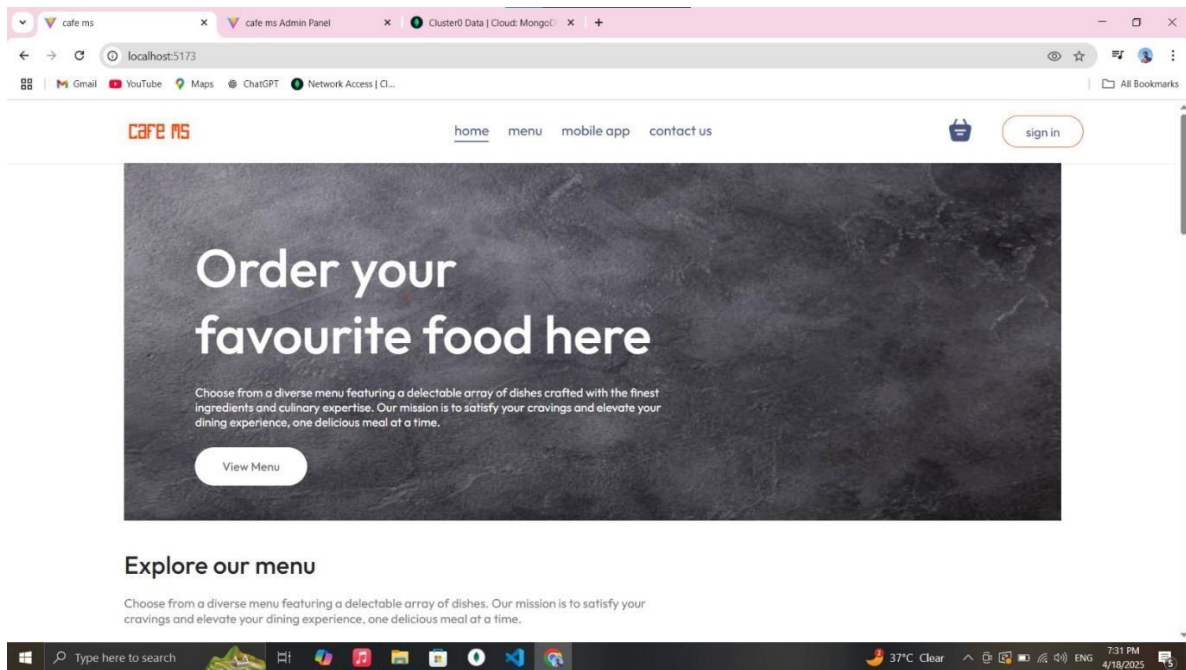 cafe ms
cafe ms Admin Panel
Cluster0 Data | Cloud: MongoD
localhost:5173
Gmail
YouTube
Maps
ChatGPT
Network Access | Cl...
All Bookmarks
cafe ms
home
menu
mobile app
contact us
sign in
Order your
favourite food here
Choose from a diverse menu featuring a delectable array of dishes crafted with the finest
ingredients and culinary expertise. Our mission is to satisfy your cravings and elevate your
dining experience, one delicious meal at a time.
View Menu
Explore our menu
Choose from a diverse menu featuring a delectable array of dishes. Our mission is to satisfy your
cravings and elevate your dining experience, one delicious meal at a time.
Type here to search
37°C Clear
ENG
7:31 PM
4/18/2025
5